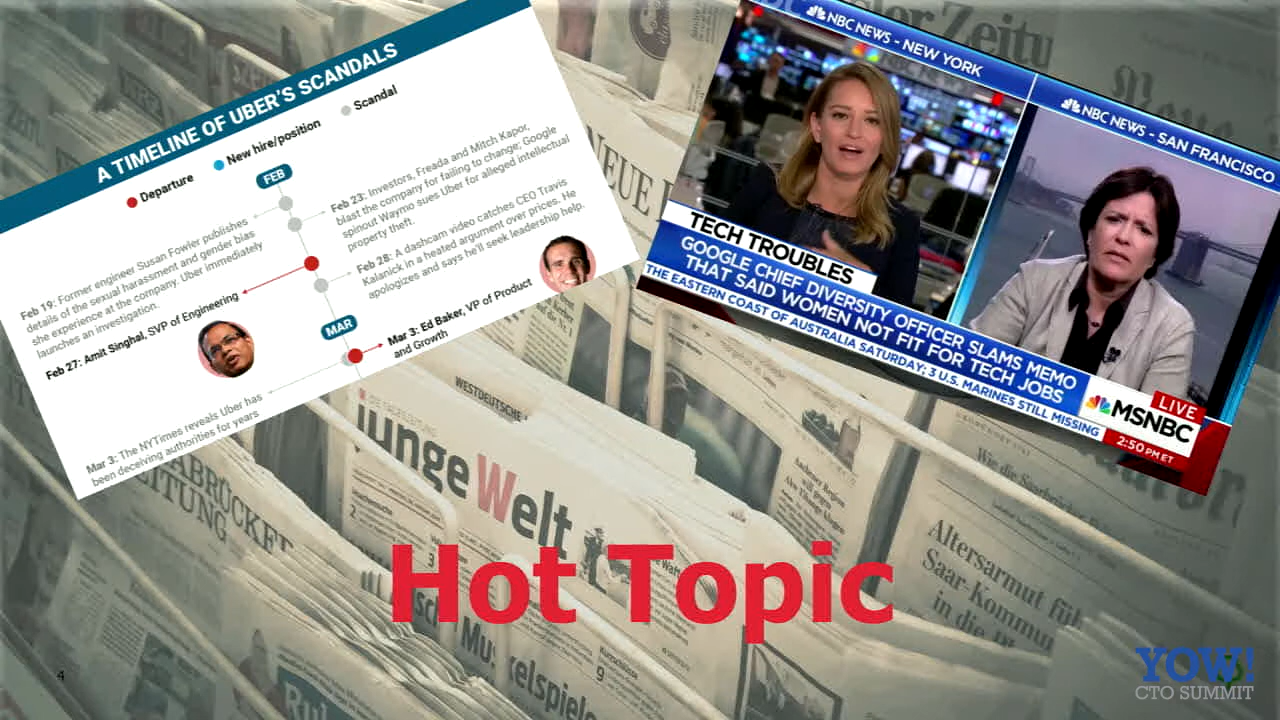 A TIMELINE OF UBER'S SCANDALS
Departure
New hire/position
Scandal
FEB
Feb 19: Former engineer Susan Fowler publishes
details of the sexual harassment and gender bias
she experience at the company. Uber immediately
launches an investigation.
Feb 23: Investors, Freada and Mitch Kapor,
blast the company for failing to change; Google
spinout Waymo sues Uber for alleged intellectual
property theft.
Feb 27: Amit Singhal, SVP of Engineering
Feb 28: A dashcam video catches CEO Travis
Kalanick in a heated argument over prices. He
apologizes and says he'll seek leadership help.
MAR
Mar 3: Ed Baker, VP of Product
and Growth
Mar 3: The NYTimes reveals Uber has
been deceiving authorities for years
NBC NEWS - NEW YORK
NBC NEWS - SAN FRANCISCO
TECH TROUBLES
GOOGLE CHIEF DIVERSITY OFFICER SLAMS MEMO
THAT SAID WOMEN NOT FIT FOR TECH JOBS
THE EASTERN COAST OF AUSTRALIA SATURDAY; 3 U.S. MARINES STILL MISSING
MSNBC
LIVE
2:50 PM ET
Zeitu
NEUE
WESTDEUTSCHE
junge Welt
ITUNG
Altersarmut
Saar-Kommu
in die
Hot Topic
4
YOW!
CTO SUMMIT